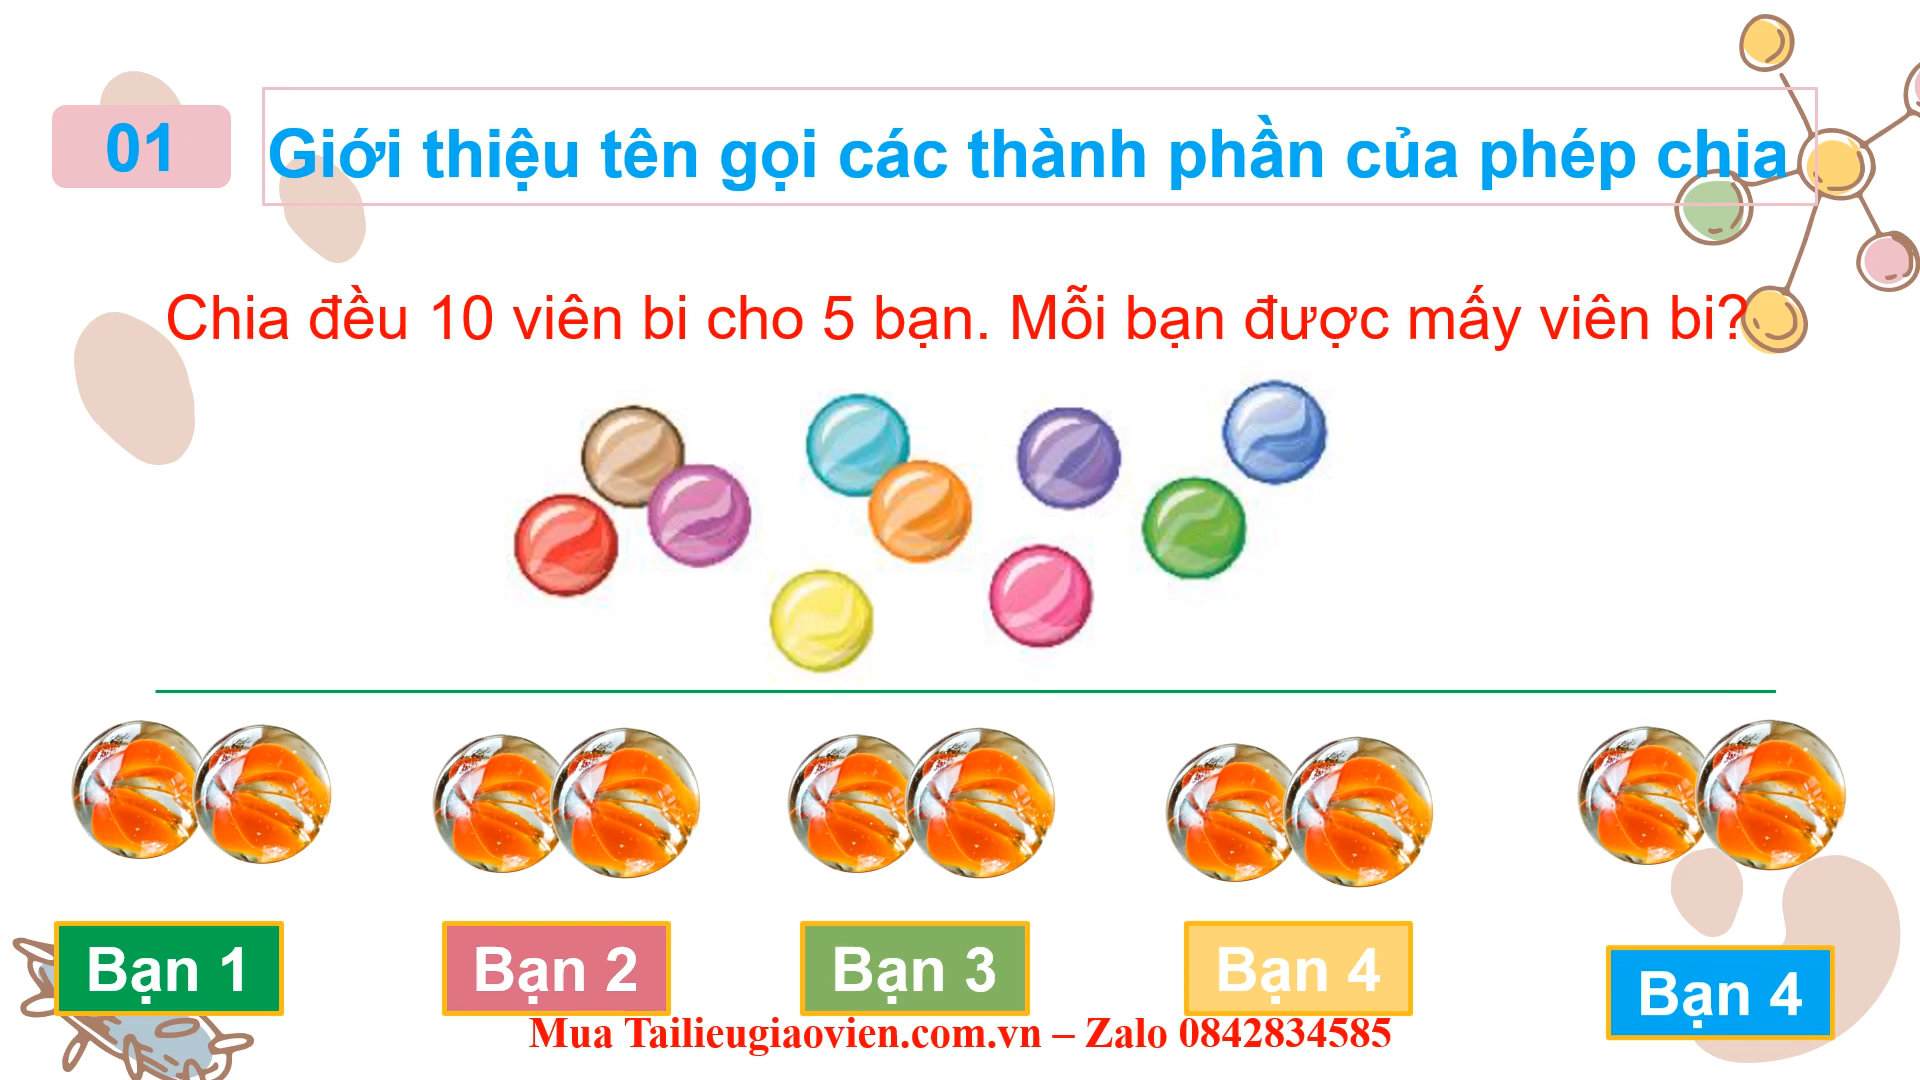 01
Giới thiệu tên gọi các thành phần của phép chia
Chia đều 10 viên bi cho 5 bạn. Mỗi bạn được mấy viên bi?
Bạn 1
Bạn 2
Bạn 3
Bạn 4
Bạn 4
Mua Tailieugiaovien.com.vn – Zalo 0842834585